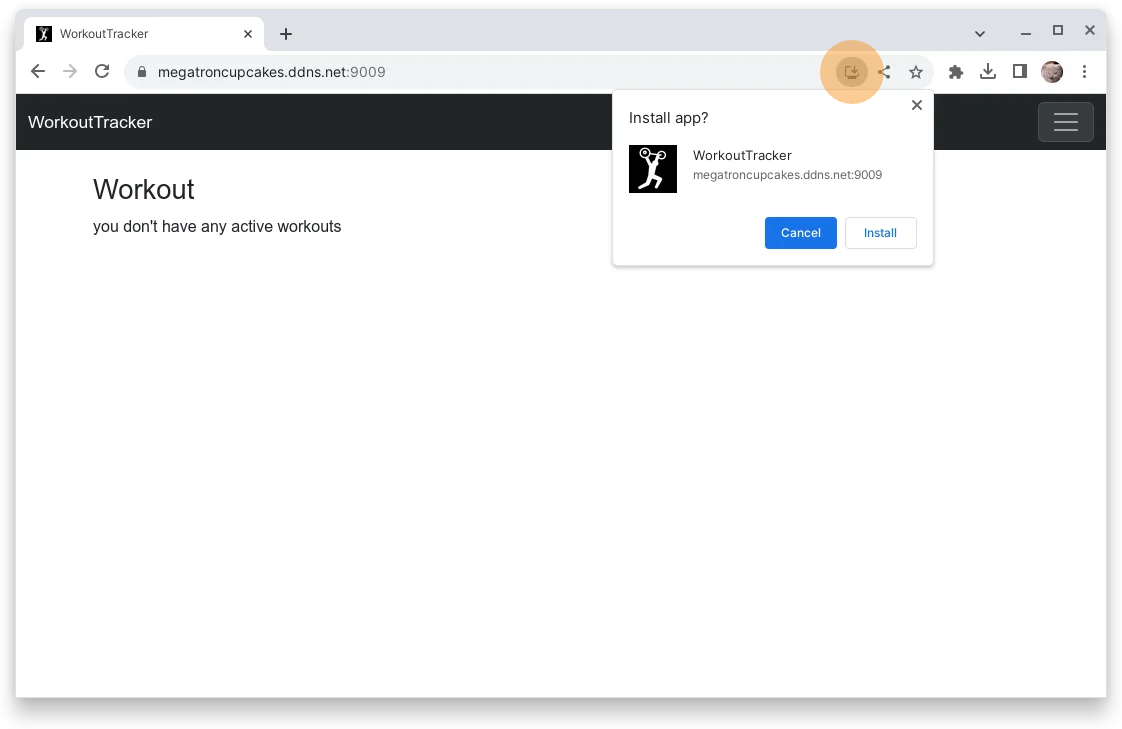 WorkoutTracker
megatroncupcakes.ddns.net:9009
WorkoutTracker
Install app?
WorkoutTracker
megatroncupcakes.ddns.net:9009
Cancel
Install
Workout
you don't have any active workouts